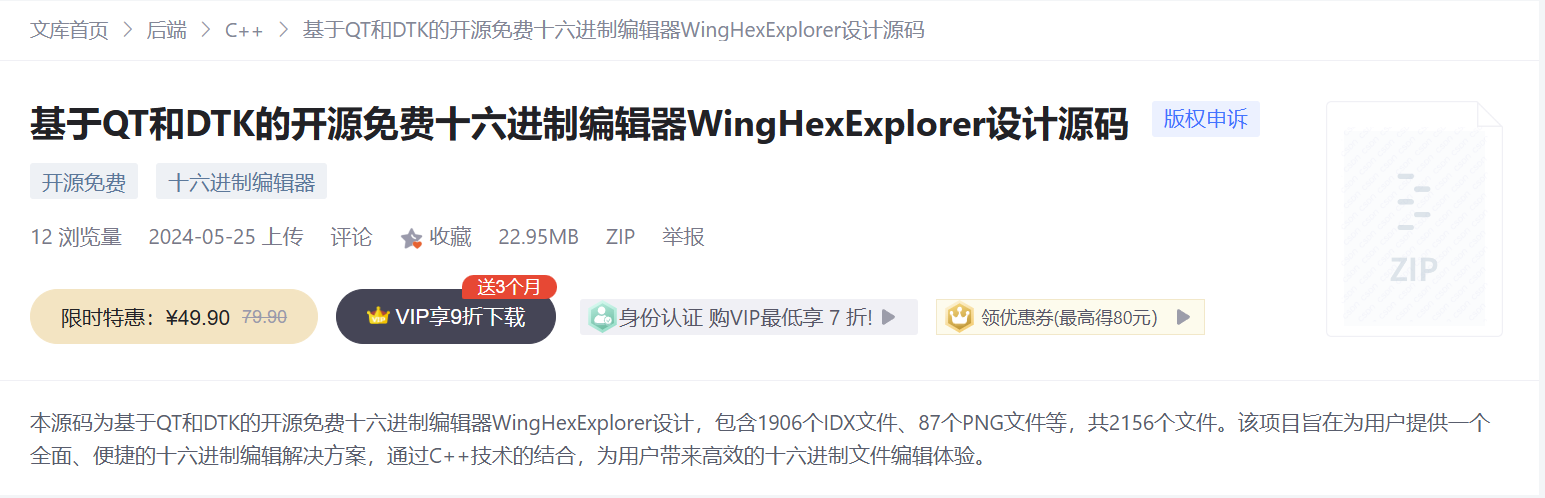 文库首页 > 后端 > C++ > 基于QT和DTK的开源免费十六进制编辑器WingHexExplorer设计源码
基于QT和DTK的开源免费十六进制编辑器WingHexExplorer设计源码 版权申诉
开源免费 十六进制编辑器
12 浏览量 2024-05-25 上传 评论 收藏 22.95MB ZIP 举报
ZIP
送3个月
限时特惠：¥49.90 79.90 VIP享9折下载 身份认证 购VIP最低享 7 折! 领优惠券(最高得80元)
本源码为基于QT和DTK的开源免费十六进制编辑器WingHexExplorer设计，包含1906个IDX文件、87个PNG文件等，共2156个文件。该项目旨在为用户提供一个
全面、便捷的十六进制编辑解决方案，通过C++技术的结合，为用户带来高效的十六进制文件编辑体验。